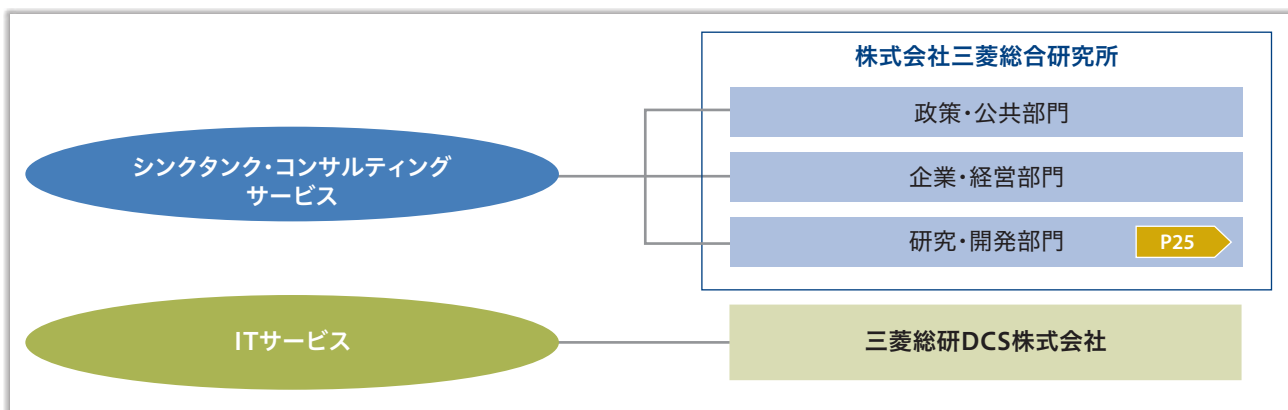 株式会社三菱総合研究所
政策・公共部門
シンクタンク・コンサルティング
サービス
企業・経営部門
研究・開発部門
P25
ITサービス
三菱総研DCS株式会社